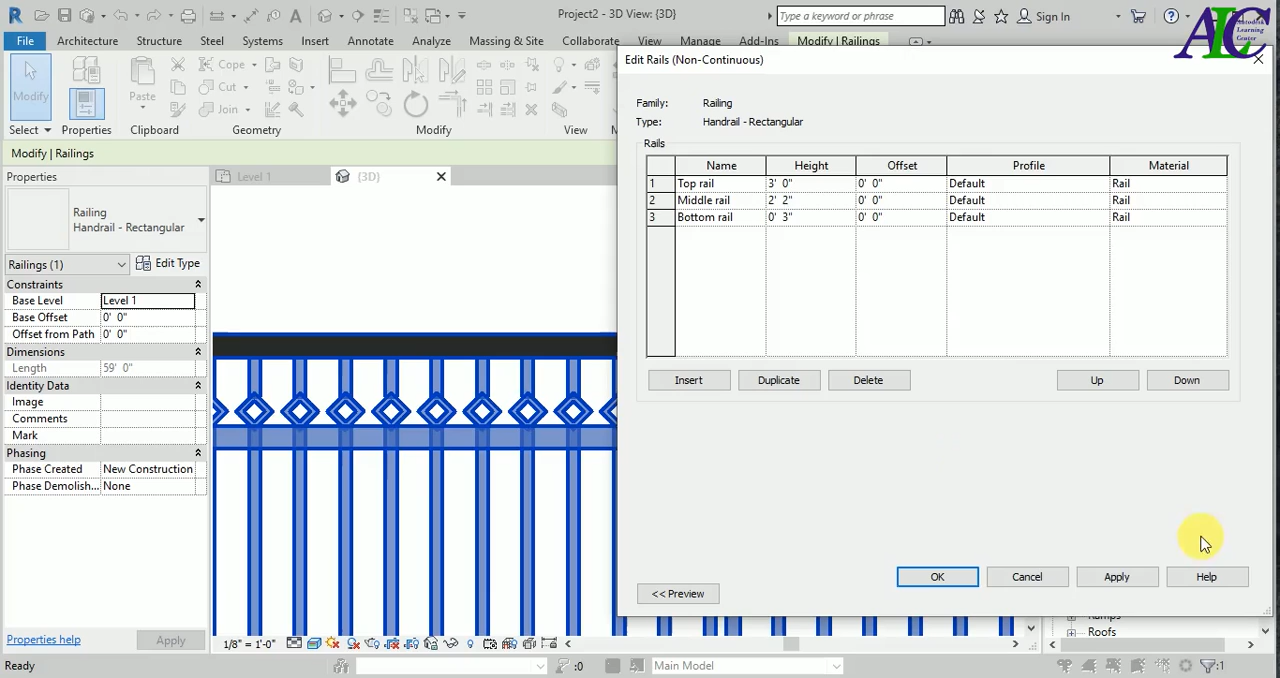 Project2 - 3D View: {3D}
Type a keyword or phrase
Sign In
Autodesk
Learning
Center
ALC
File Architecture Structure Steel Systems Insert Annotate Analyze Massing & Si Collaborate View Manage Add-Ins Modify | Railings
Modify
Paste
Cope
Cut
Join
Select Properties Clipboard Geometry Modify View
Modify | Railings
Properties
Level 1
{3D}
Railing
Handrail - Rectangular
Railings (1)
Edit Type
Constraints
Base Level Level 1
Base Offset 0' 0"
Offset from Path 0' 0"
Dimensions
Length 59' 0"
Identity Data
Image
Comments
Mark
Phasing
Phase Created New Construction
Phase Demolish... None
Properties help
Apply
Edit Rails (Non-Continuous)
Family: Railing
Type: Handrail - Rectangular
Rails
Name Height Offset Profile Material
1 Top rail 3' 0" 0' 0" Default Rail
2 Middle rail 2' 2" 0' 0" Default Rail
3 Bottom rail 0' 3" 0' 0" Default Rail
Insert Duplicate Delete Up Down
OK Cancel Apply Help
<< Preview
1/8" = 1'-0"
Roofs
Ready
:0
Main Model
:1